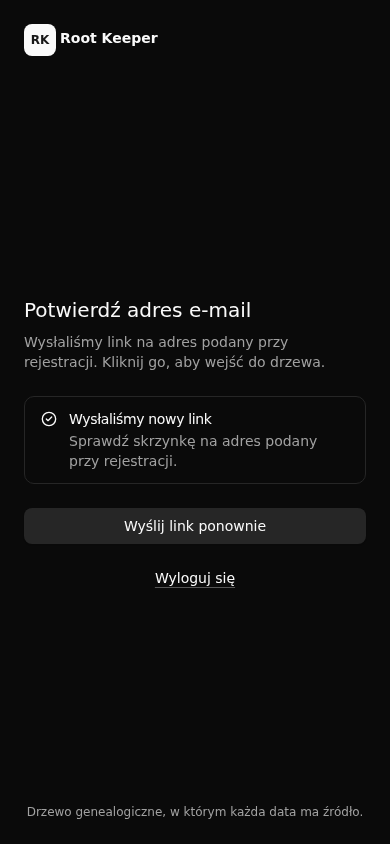 RK Root Keeper
Potwierdź adres e-mail
Wysłaliśmy link na adres podany przy
rejestracji. Kliknij go, aby wejść do drzewa.
Wysłaliśmy nowy link
Sprawdź skrzynkę na adres podany
przy rejestracji.
Wyślij link ponownie
Wyloguj się
Drzewo genealogiczne, w którym każda data ma źródło.